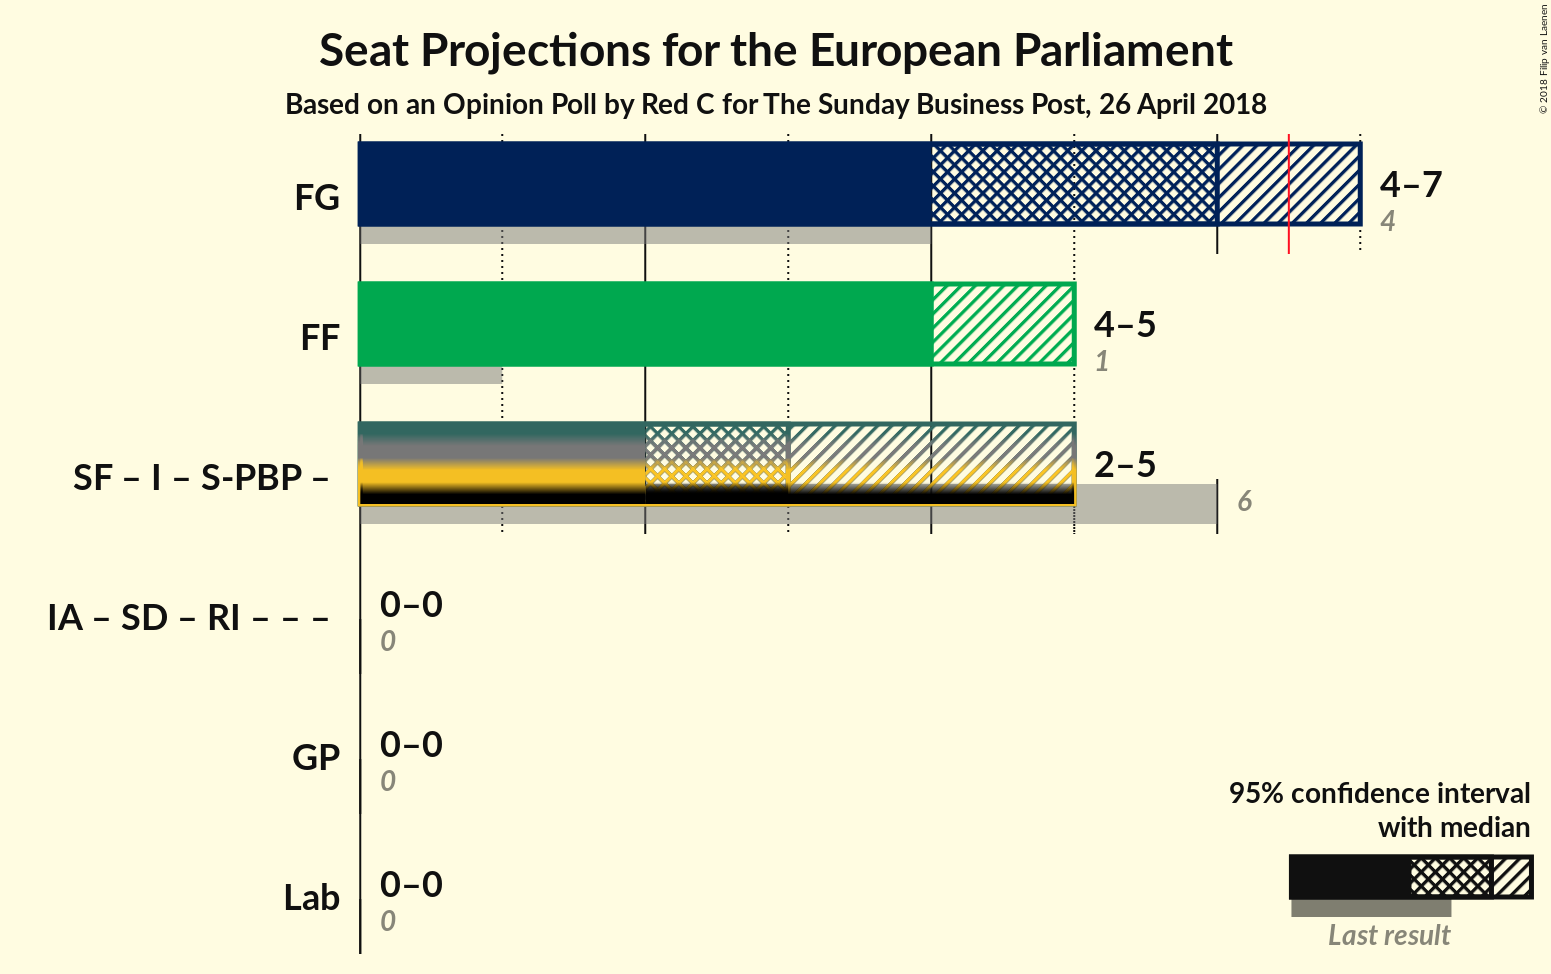 Seat Projections for the European Parliament
Based on an Opinion Poll by Red C for The Sunday Business Post, 26 April 2018
© 2018 Filip van Laenen
FG
4–7
4
FF
4–5
1
SF – I – S-PBP –
2–5
6
IA – SD – RI – – –
0–0
0
GP
0–0
0
Lab
0–0
0
95% confidence interval
with median
Last result